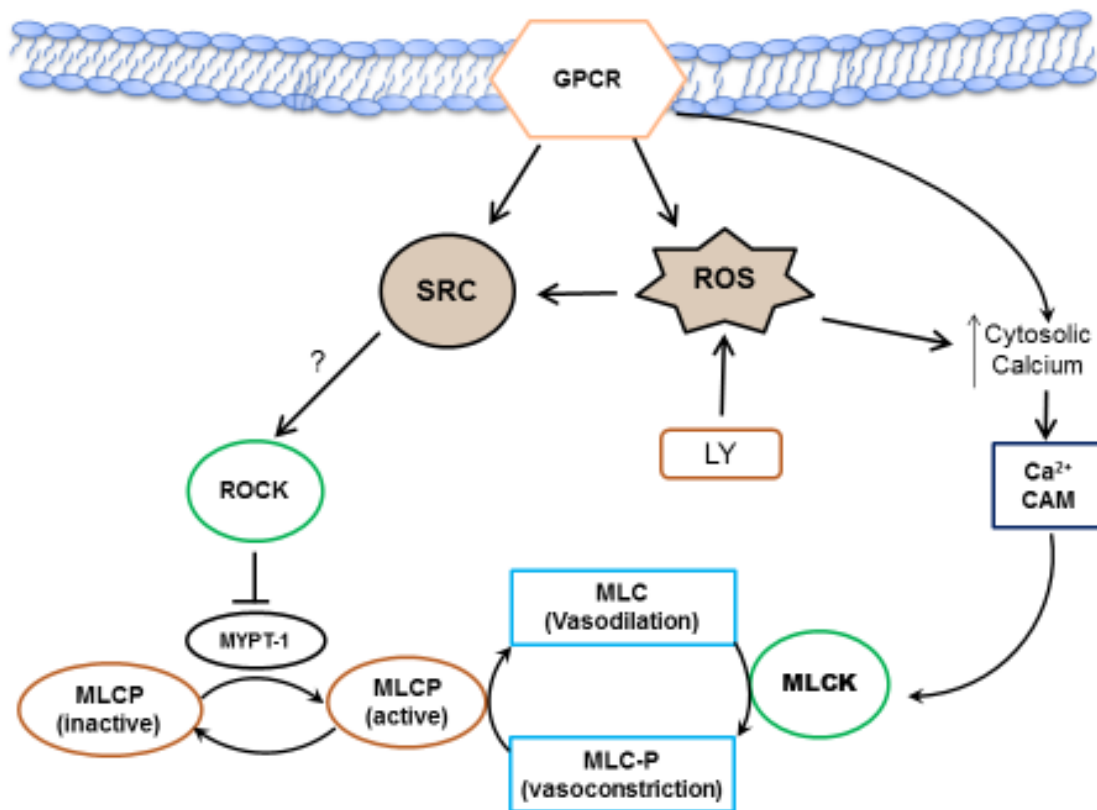 GPCR
SRC
ROS
Cytosolic
Calcium
?
LY
ROCK
Ca²⁺
CAM
MLC
(Vasodilation)
MYPT-1
MLCP
(inactive)
MLCP
(active)
MLCK
MLC-P
(vasoconstriction)